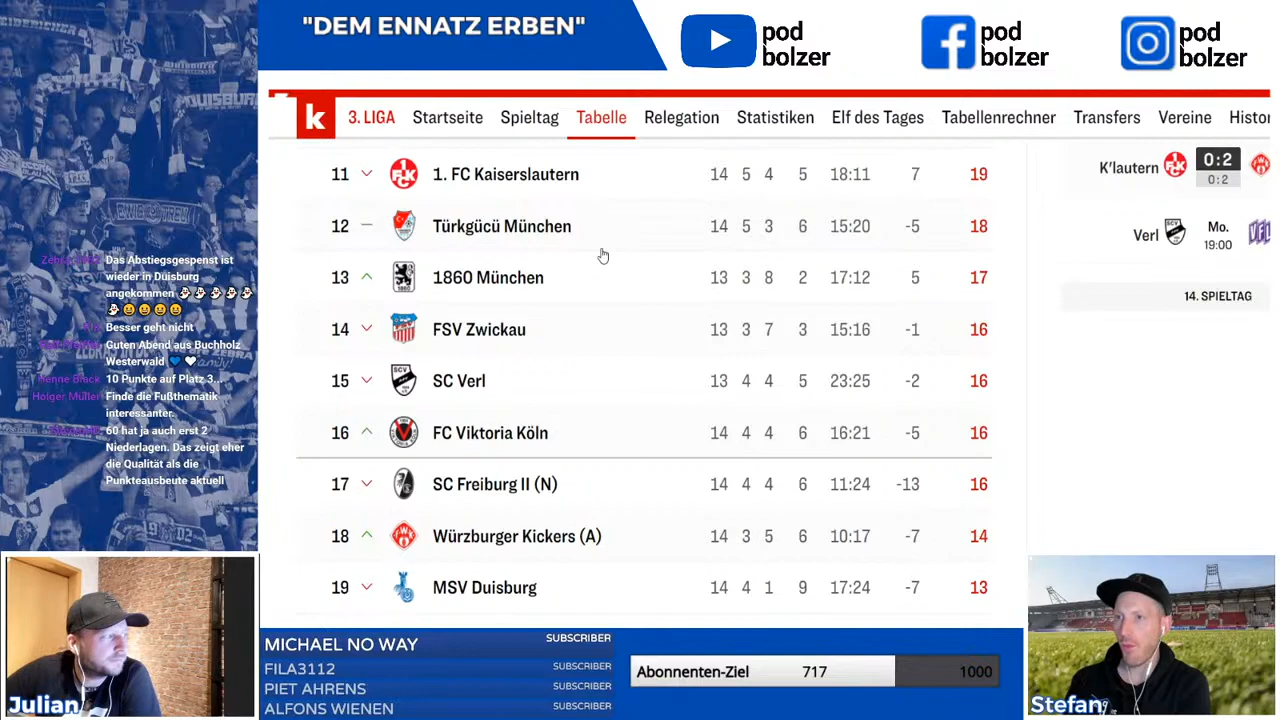 "DEM ENNATZ ERBEN"
pod bolzer
pod bolzer
pod bolzer
k 3. LIGA Startseite Spieltag Tabelle Relegation Statistiken Elf des Tages Tabellenrechner Transfers Vereine Histor
11 1. FC Kaiserslautern 14 5 4 5 18:11 7 19
12 Türkgücü München 14 5 3 6 15:20 -5 18
13 1860 München 13 3 8 2 17:12 5 17
14 FSV Zwickau 13 3 7 3 15:16 -1 16
15 SC Verl 13 4 4 5 23:25 -2 16
16 FC Viktoria Köln 14 4 4 6 16:21 -5 16
17 SC Freiburg II (N) 14 4 4 6 11:24 -13 16
18 Würzburger Kickers (A) 14 3 5 6 10:17 -7 14
19 MSV Duisburg 14 4 1 9 17:24 -7 13
K'lautern 0:2
0:2
Verl Mo.
19:00
14. SPIELTAG
Das Abstiegsgespenst ist
wieder in Duisburg
angekommen 👻👻👻👻👻
👻😆😆😆😆
Besser geht nicht
Guten Abend aus Buchholz
Westerwald 💙🤍
10 Punkte auf Platz 3...
Holger Müller Finde die Fußthematik
interessanter.
60 hat ja auch erst 2
Niederlagen. Das zeigt eher
die Qualität als die
Punkteausbeute aktuell
Julian
MICHAEL NO WAY SUBSCRIBER
FILA3112 SUBSCRIBER
PIET AHRENS SUBSCRIBER
ALFONS WIENEN SUBSCRIBER
Abonnenten-Ziel 717 1000
Stefan